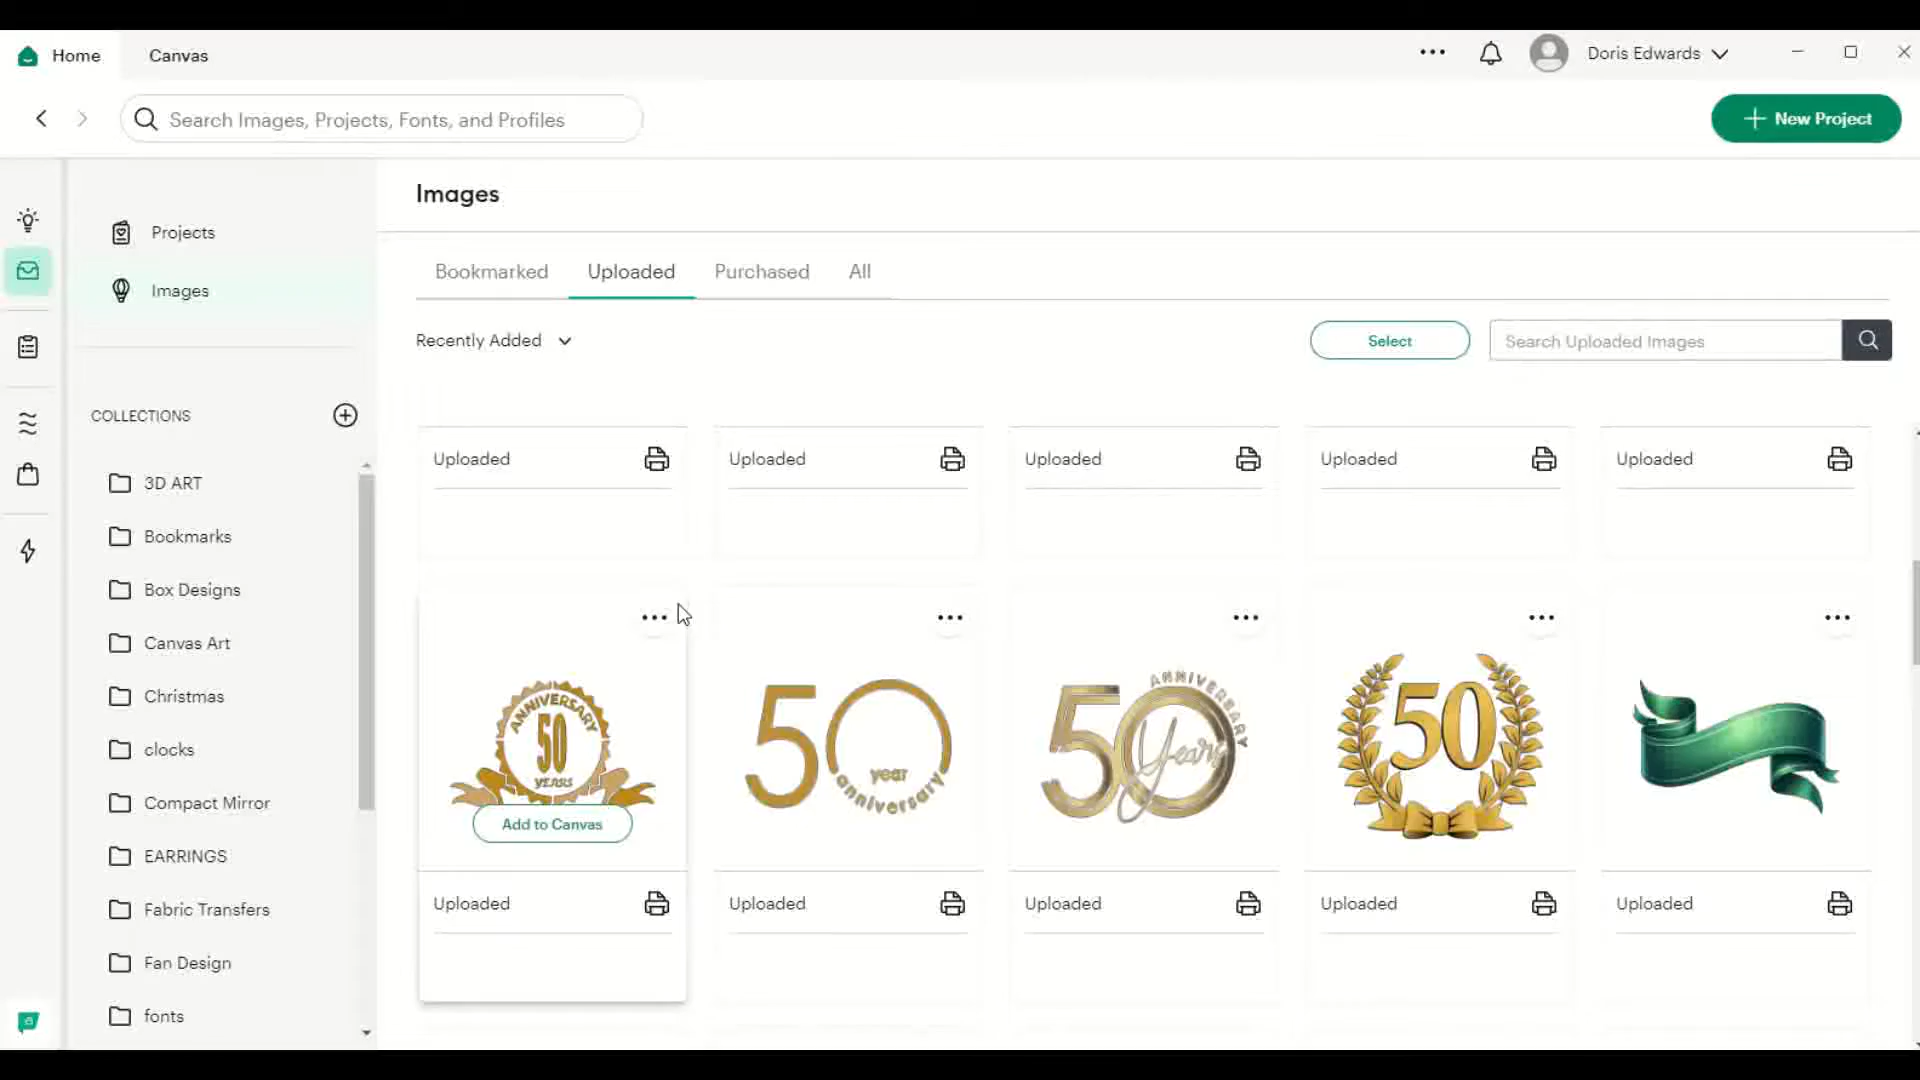 Home
Canvas
Doris Edwards
Search Images, Projects, Fonts, and Profiles
New Project
Images
Projects
Images
Bookmarked
Uploaded
Purchased
All
Recently Added
Select
Search Uploaded Images
COLLECTIONS
3D ART
Bookmarks
Box Designs
Canvas Art
Christmas
clocks
Compact Mirror
EARRINGS
Fabric Transfers
Fan Design
fonts
Uploaded
Uploaded
Uploaded
Uploaded
Uploaded
ANNIVERSARY
50
YEARS
Add to Canvas
50
year
anniversary
ANNIVERSARY
50
Years
50
Uploaded
Uploaded
Uploaded
Uploaded
Uploaded